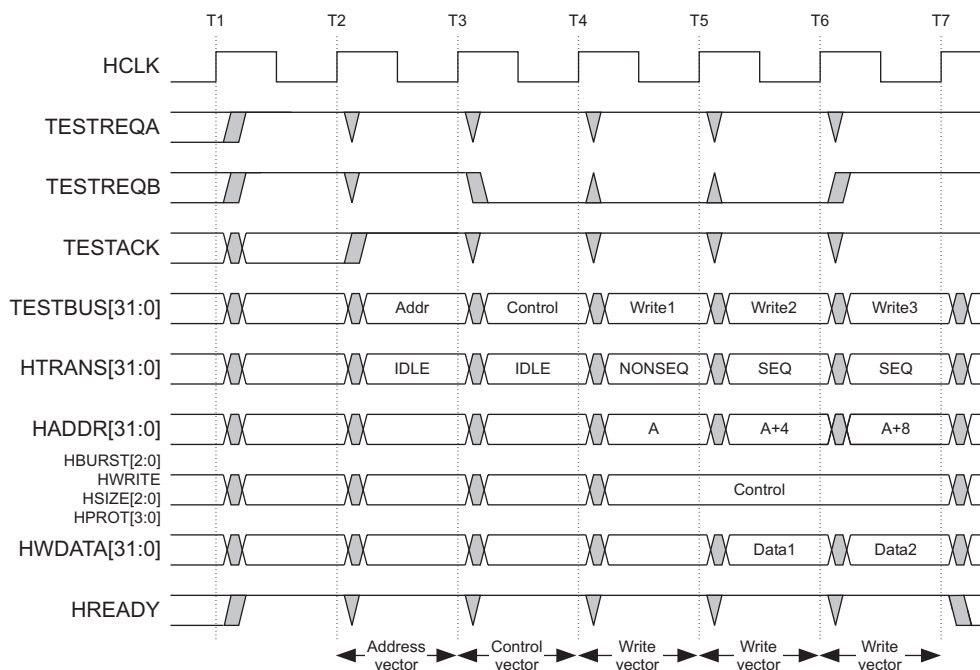 T1 T2 T3 T4 T5 T6 T7
HCLK
TESTREQA
TESTREQB
TESTACK
TESTBUS[31:0] Addr Control Write1 Write2 Write3
HTRANS[31:0] IDLE IDLE NONSEQ SEQ SEQ
HADDR[31:0] A A+4 A+8
HBURST[2:0]
HWRITE
HSIZE[2:0]
HPROT[3:0]
Control
HWDATA[31:0] Data1 Data2
HREADY
Address Control Write Write Write
vector vector vector vector vector